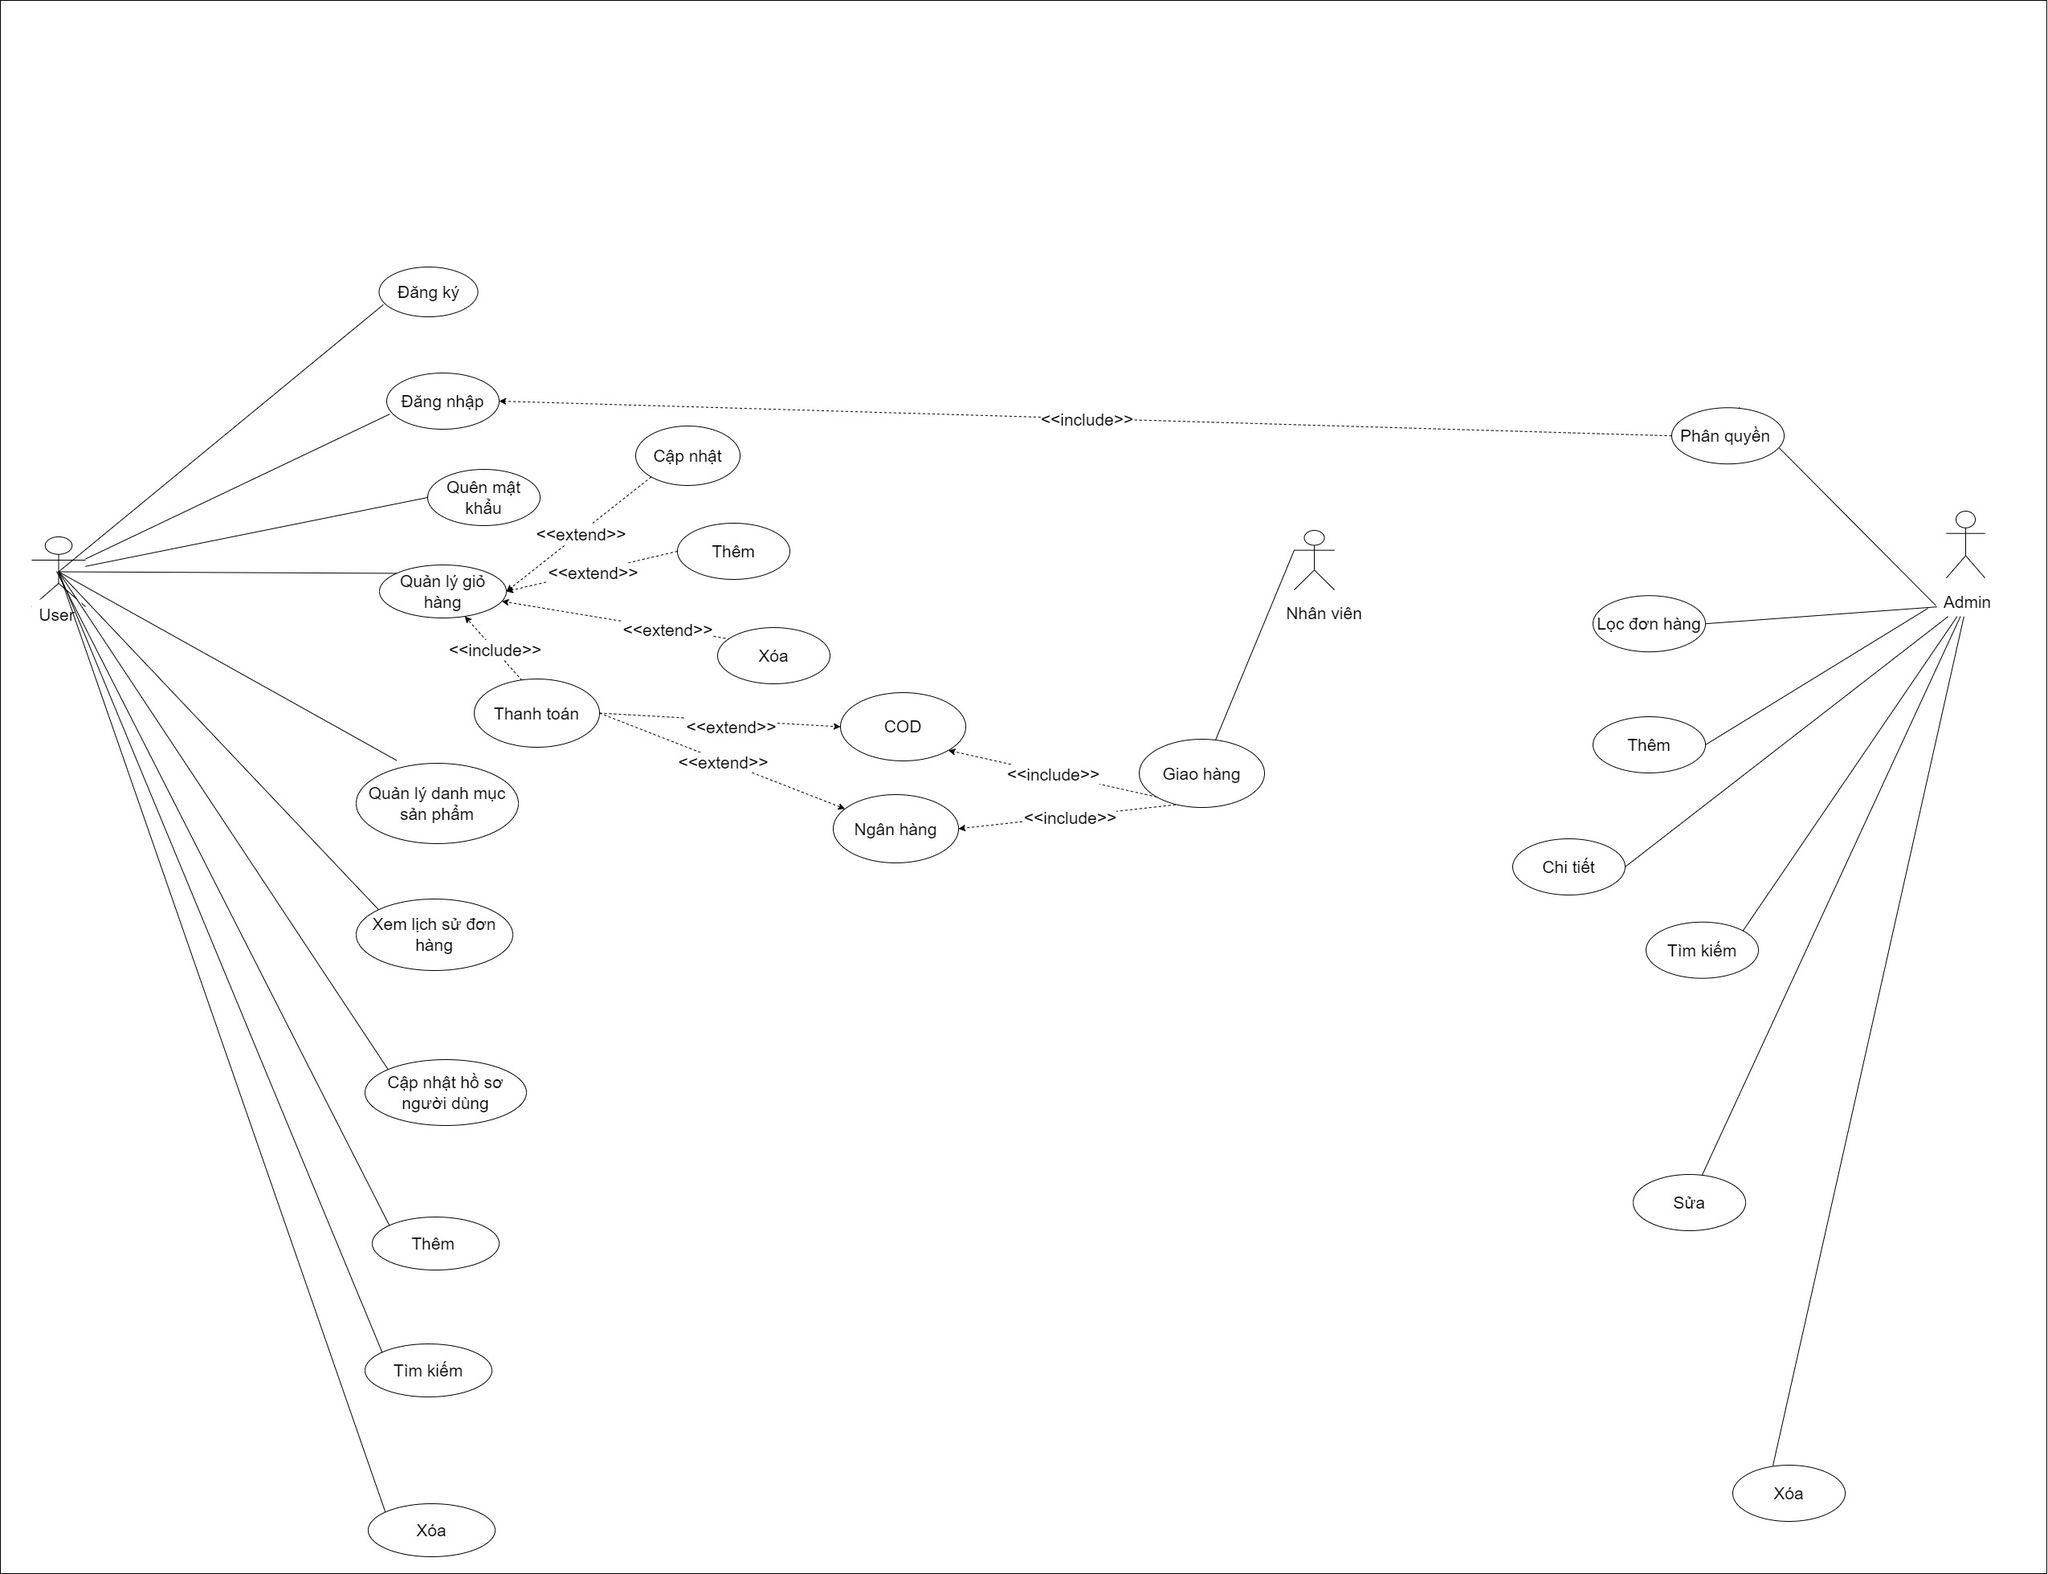 Đăng ký
Đăng nhập
<<include>>
Phân quyền
Cập nhật
Quên mật
khẩu
<<extend>>
Thêm
<<extend>>
Quản lý giỏ
hàng
User
Nhân viên
Admin
Lọc đơn hàng
<<extend>>
<<include>>
Xóa
Thanh toán
<<extend>>
COD
<<extend>>
<<include>>
Giao hàng
Thêm
Quản lý danh mục
sản phẩm
<<include>>
Ngân hàng
Chi tiết
Xem lịch sử đơn
hàng
Tìm kiếm
Cập nhật hồ sơ
người dùng
Sửa
Thêm
Tìm kiếm
Xóa
Xóa